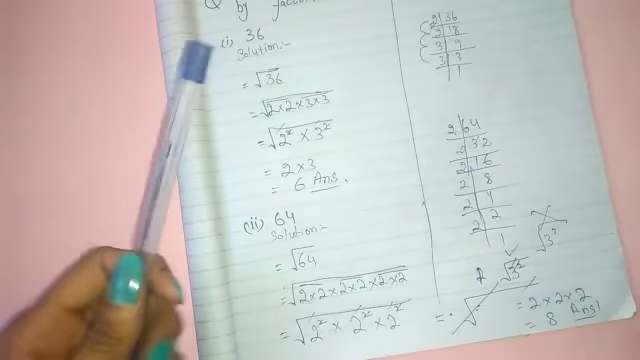 Q by factor
(i) 36
Solution:-
= √36
= √2×2×3×3
= √2² × 3²
= 2×3
= 6 Ans.
(ii) 64
Solution:-
= √64
= √2×2×2×2×2×2
= √2² × 2² × 2²
= 2×2×2
= 8 Ans
2 | 36
2 | 18
3 | 9
3 | 3
1
2 | 64
2 | 32
2 | 16
2 | 8
2 | 4
2 | 2
1
√3²
√3²